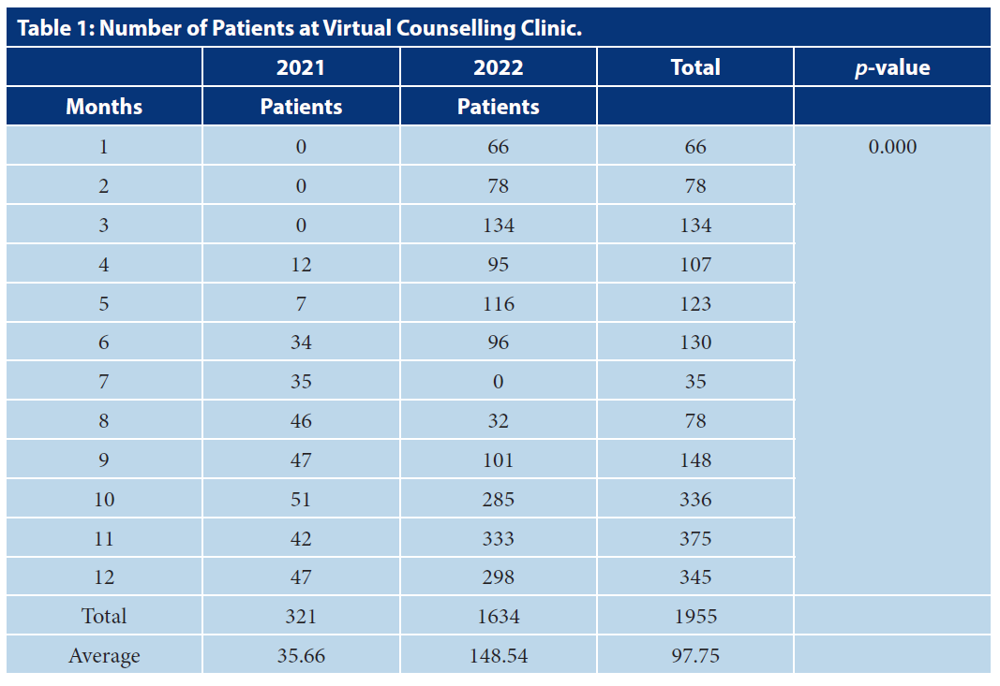 Table 1: Number of Patients at Virtual Counselling Clinic.
2021 2022 Total p-value
Months Patients Patients
1 0 66 66 0.000
2 0 78 78
3 0 134 134
4 12 95 107
5 7 116 123
6 34 96 130
7 35 0 35
8 46 32 78
9 47 101 148
10 51 285 336
11 42 333 375
12 47 298 345
Total 321 1634 1955
Average 35.66 148.54 97.75